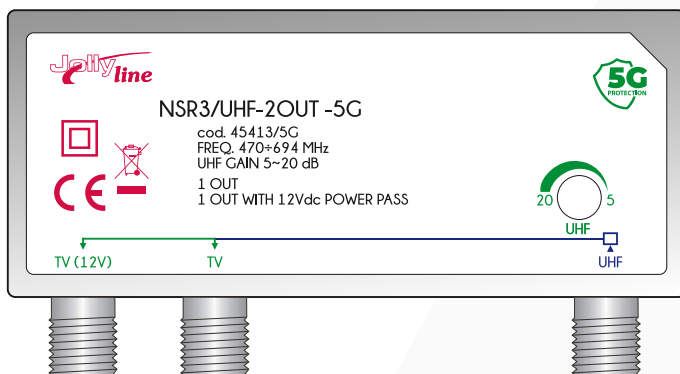 Jolly line
5G
PROTECTION
NSR3/UHF-2OUT -5G
cod. 45413/5G
FREQ. 470÷694 MHz
UHF GAIN 5~20 dB
1 OUT
1 OUT WITH 12Vdc POWER PASS
CE
20 5
UHF
TV (12V) TV UHF